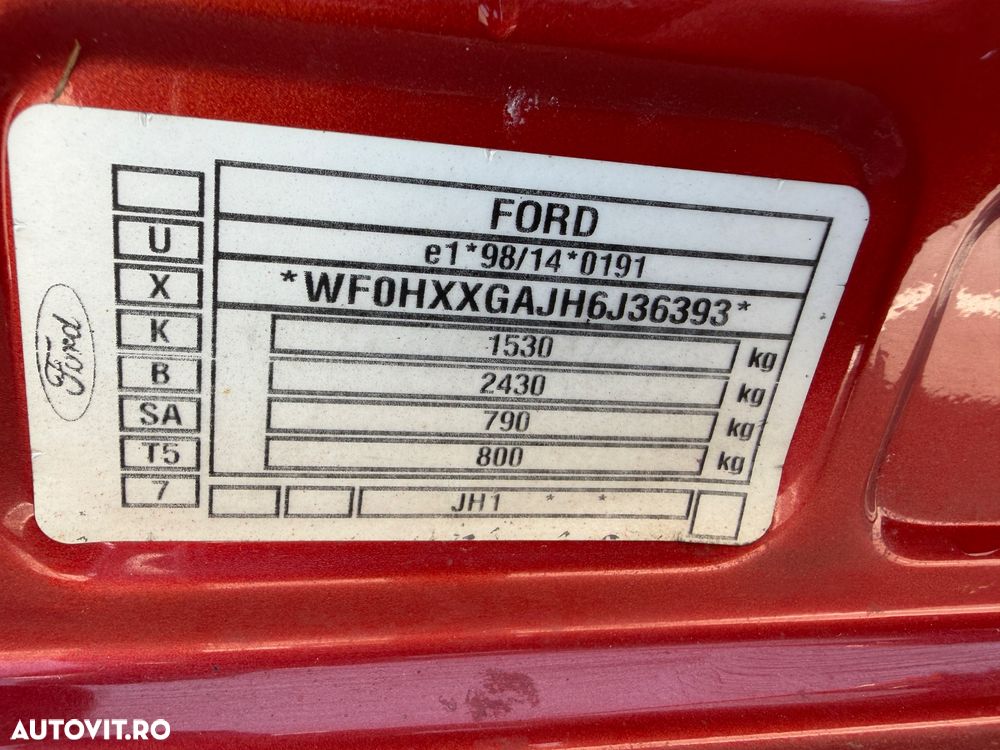 Ford
U
X
K
B
SA
T5
7
FORD
e1*98/14*0191
*WF0HXXGAJH6J36393*
1530 kg
2430 kg
790 kg
800 kg
JH1 * *
AUTOVIT.RO